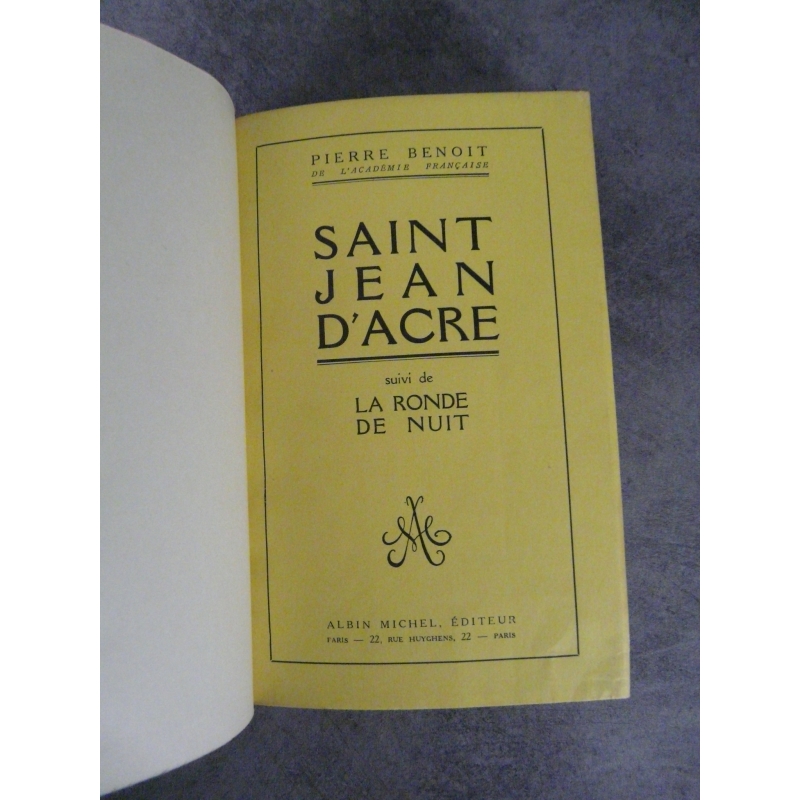 PIERRE BENOIT
DE L'ACADÉMIE FRANÇAISE
SAINT
JEAN
D'ACRE
suivi de
LA RONDE
DE NUIT
AM
ALBIN MICHEL, ÉDITEUR
PARIS — 22, RUE HUYGHENS, 22 — PARIS